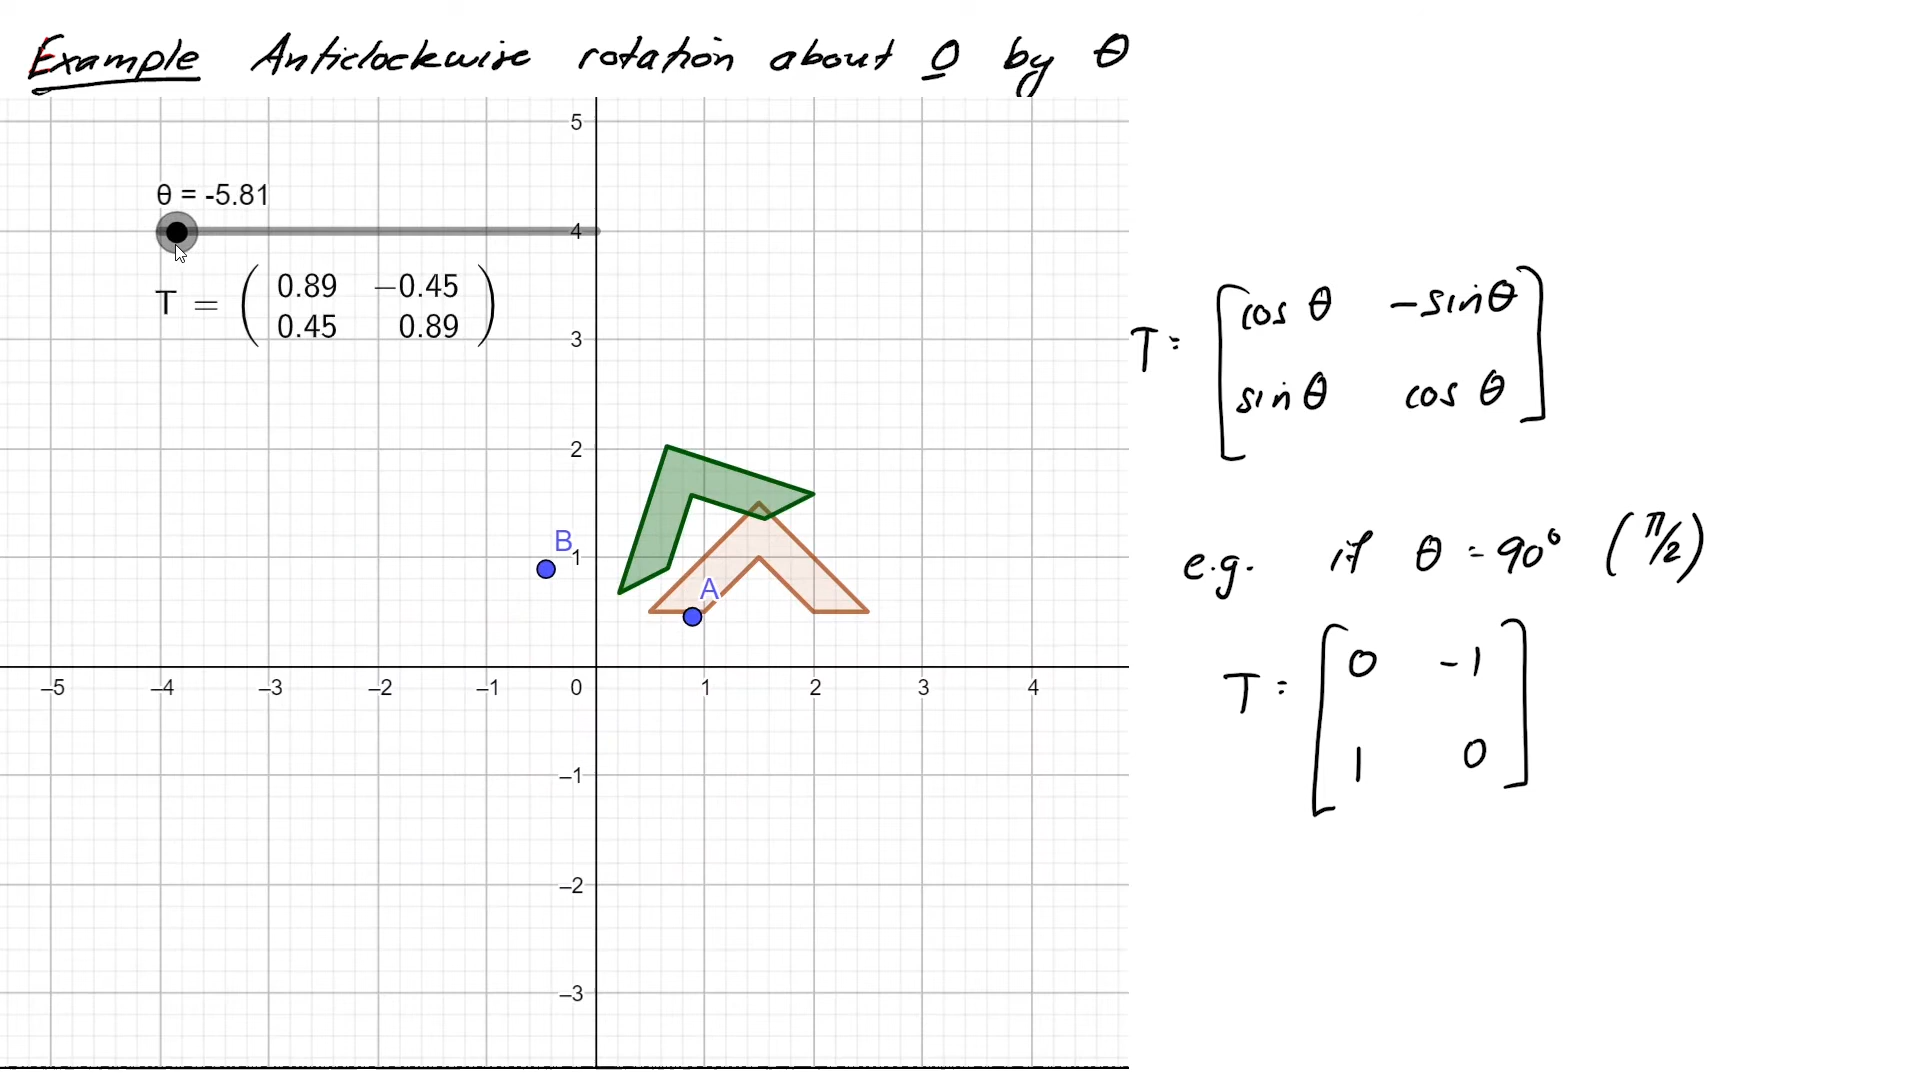 Example Anticlockwise rotation about 0 by θ
5
θ = -5.81
4
T = ( 0.89 −0.45
0.45 0.89 )
3
2
B
1
A
–5 –4 –3 –2 –1 0 1 2 3 4
–1
–2
–3
T = [ cos θ -sin θ
sin θ cos θ ]
e.g. if θ = 90° (π/2)
T = [ 0 -1
1 0 ]